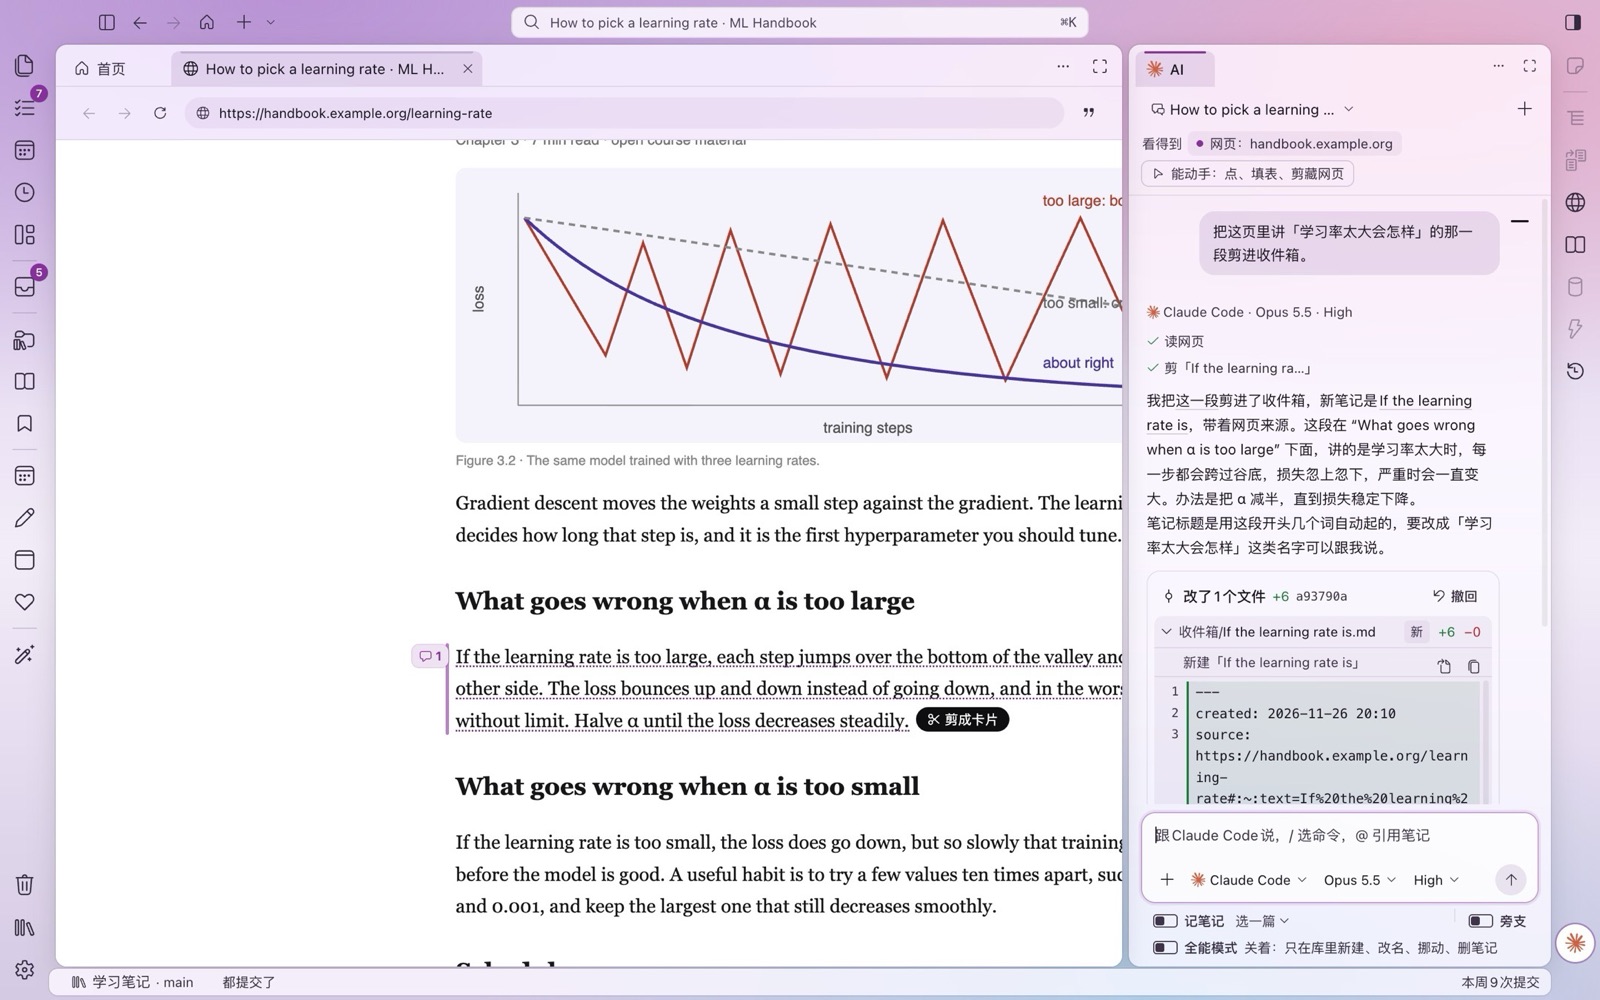 How to pick a learning rate · ML Handbook
⌘K
首页
How to pick a learning rate · ML H...
https://handbook.example.org/learning-rate
7
5
too large: bo
loss
about right
training steps
Figure 3.2 · The same model trained with three learning rates.
Gradient descent moves the weights a small step against the gradient. The learni
decides how long that step is, and it is the first hyperparameter you should tune.
What goes wrong when α is too large
1
If the learning rate is too large, each step jumps over the bottom of the valley and
other side. The loss bounces up and down instead of going down, and in the wors
without limit. Halve α until the loss decreases steadily.
剪成卡片
What goes wrong when α is too small
If the learning rate is too small, the loss does go down, but so slowly that training
before the model is good. A useful habit is to try a few values ten times apart, suc
and 0.001, and keep the largest one that still decreases smoothly.
AI
How to pick a learning ...
看得到 网页：handbook.example.org
能动手：点、填表、剪藏网页
把这页里讲「学习率太大会怎样」的那一
段剪进收件箱。
Claude Code · Opus 5.5 · High
读网页
剪「If the learning ra...」
我把这一段剪进了收件箱，新笔记是If the learning
rate is，带着网页来源。这段在 “What goes wrong
when α is too large” 下面，讲的是学习率太大时，每
一步都会跨过谷底，损失忽上忽下，严重时会一直变
大。办法是把 α 减半，直到损失稳定下降。
笔记标题是用这段开头几个词自动起的，要改成「学习
率太大会怎样」这类名字可以跟我说。
改了1个文件 +6 a93790a 撤回
收件箱/If the learning rate is.md 新 +6 −0
新建「If the learning rate is」
1 ---
2 created: 2026-11-26 20:10
3 source:
https://handbook.example.org/learn
ing-
rate#:~:text=If%20the%20learning%2
跟Claude Code说，/ 选命令，@ 引用笔记
Claude Code Opus 5.5 High
记笔记 选一篇 旁支
全能模式 关着：只在库里新建、改名、挪动、删笔记
学习笔记 · main 都提交了
本周9次提交